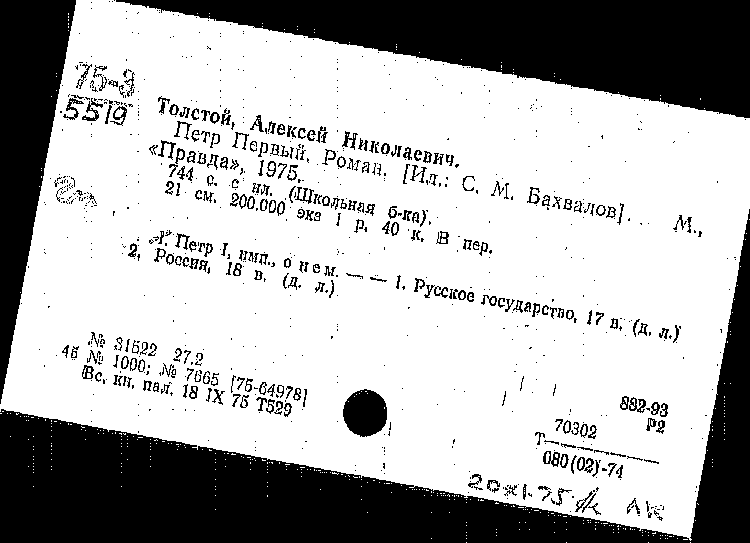 75-3
5519
Толстой, Алексей Николаевич.
Петр Первый. Роман. [Ил.: С. М. Бахвалов]. М.,
«Правда», 1975.
744 с. с ил. (Школьная б-ка).
21 см. 200.000 экз 1 р. 40 к. В пер.
1. Петр I, имп., о нем. — — 1. Русское государство, 17 в. (д. л.)
2. Россия, 18 в. (д. л.)
№ 31522 27.2
46 № 1000; № 7665 [75-64978]
Вс. кн. пал. 18 IX 75 Т529
882-93
Р2
70302
Т
080(02)-74
20 XI-75